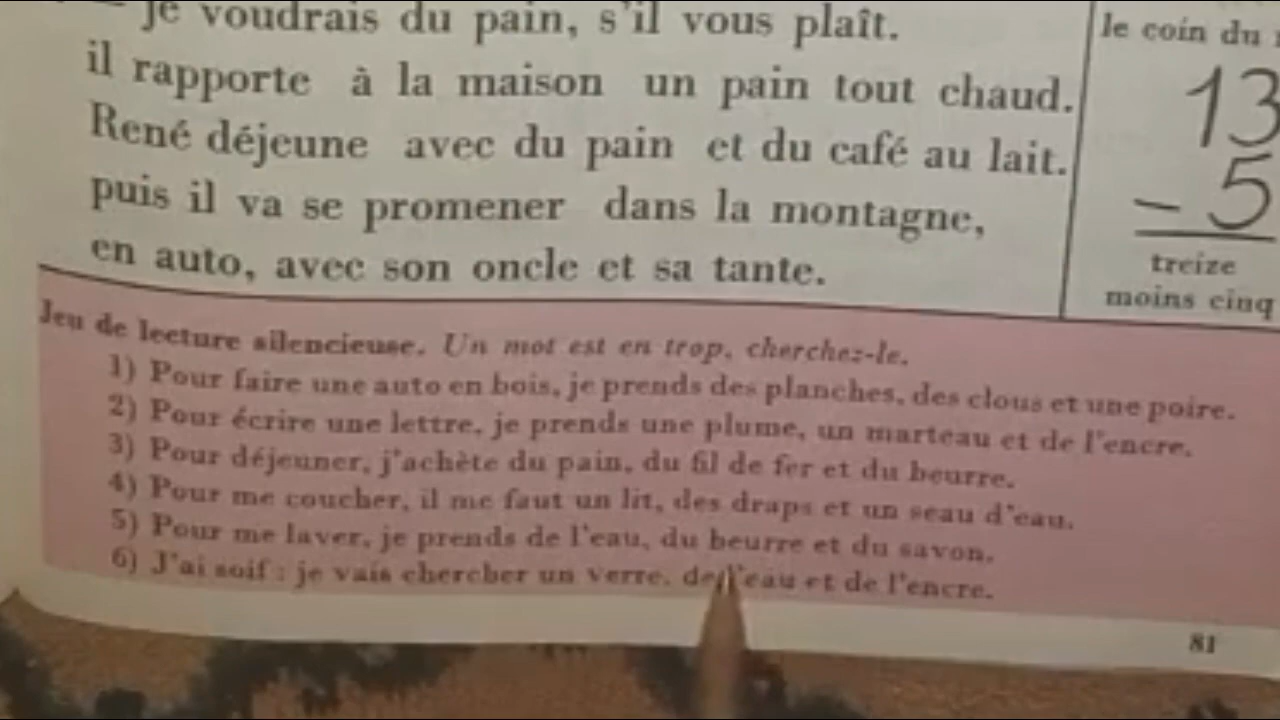 je voudrais du pain, s'il vous plaît.
il rapporte à la maison un pain tout chaud.
René déjeune avec du pain et du café au lait.
puis il va se promener dans la montagne,
en auto, avec son oncle et sa tante.
le coin du
13
- 5
treize
moins cinq
Jeu de lecture silencieuse. Un mot est en trop, cherchez-le.
1) Pour faire une auto en bois, je prends des planches, des clous et une poire.
2) Pour écrire une lettre, je prends une plume, un marteau et de l'encre.
3) Pour déjeuner, j'achète du pain, du fil de fer et du beurre.
4) Pour me coucher, il me faut un lit, des draps et un seau d'eau.
5) Pour me laver, je prends de l'eau, du beurre et du savon.
6) J'ai soif : je vais chercher un verre, de l'eau et de l'encre.
81